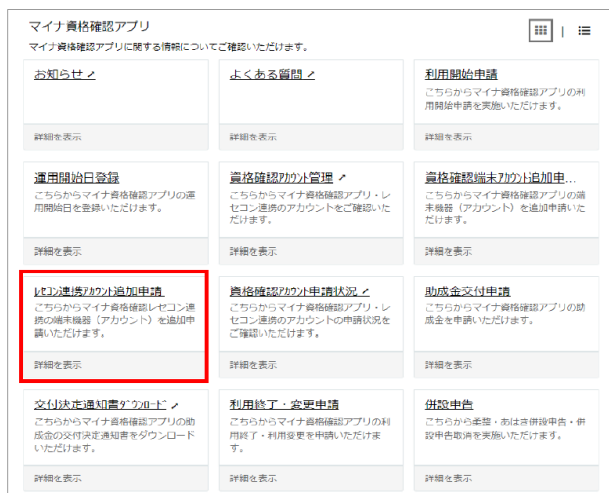 マイナ資格確認アプリ
マイナ資格確認アプリに関する情報についてご確認いただけます。
お知らせ
詳細を表示
よくある質問
詳細を表示
利用開始申請
こちらからマイナ資格確認アプリの利
用開始申請を実施いただけます。
詳細を表示
運用開始日登録
こちらからマイナ資格確認アプリの運
用開始日を登録いただけます。
詳細を表示
資格確認ｱｶｳﾝﾄ管理
こちらからマイナ資格確認アプリ・レ
セコン連携のアカウントをご確認いた
だけます。
詳細を表示
資格確認端末ｱｶｳﾝﾄ追加申...
こちらからマイナ資格確認アプリの端
末機器（アカウント）を追加申請いた
だけます。
詳細を表示
ﾚｾｺﾝ連携ｱｶｳﾝﾄ追加申請
こちらからマイナ資格確認レセコン連
携の端末機器（アカウント）を追加申
請いただけます。
詳細を表示
資格確認ｱｶｳﾝﾄ申請状況
こちらからマイナ資格確認アプリ・レ
セコン連携のアカウントの申請状況を
ご確認いただけます。
詳細を表示
助成金交付申請
こちらからマイナ資格確認アプリの助
成金を申請いただけます。
詳細を表示
交付決定通知書ﾀﾞｳﾝﾛｰﾄﾞ
こちらからマイナ資格確認アプリの助
成金の交付決定通知書をダウンロード
いただけます。
詳細を表示
利用終了・変更申請
こちらからマイナ資格確認アプリの利
用終了・利用変更を申請いただけま
す。
詳細を表示
併設申告
こちらから柔整・あはき併設申告・併
設申告取消を実施いただけます。
詳細を表示